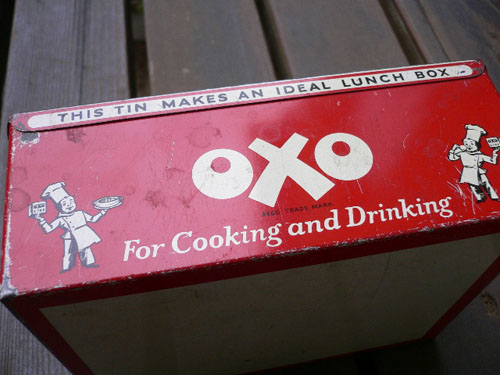 THIS TIN MAKES AN IDEAL LUNCH BOX
OXO
REGD TRADE MARK
For Cooking and Drinking